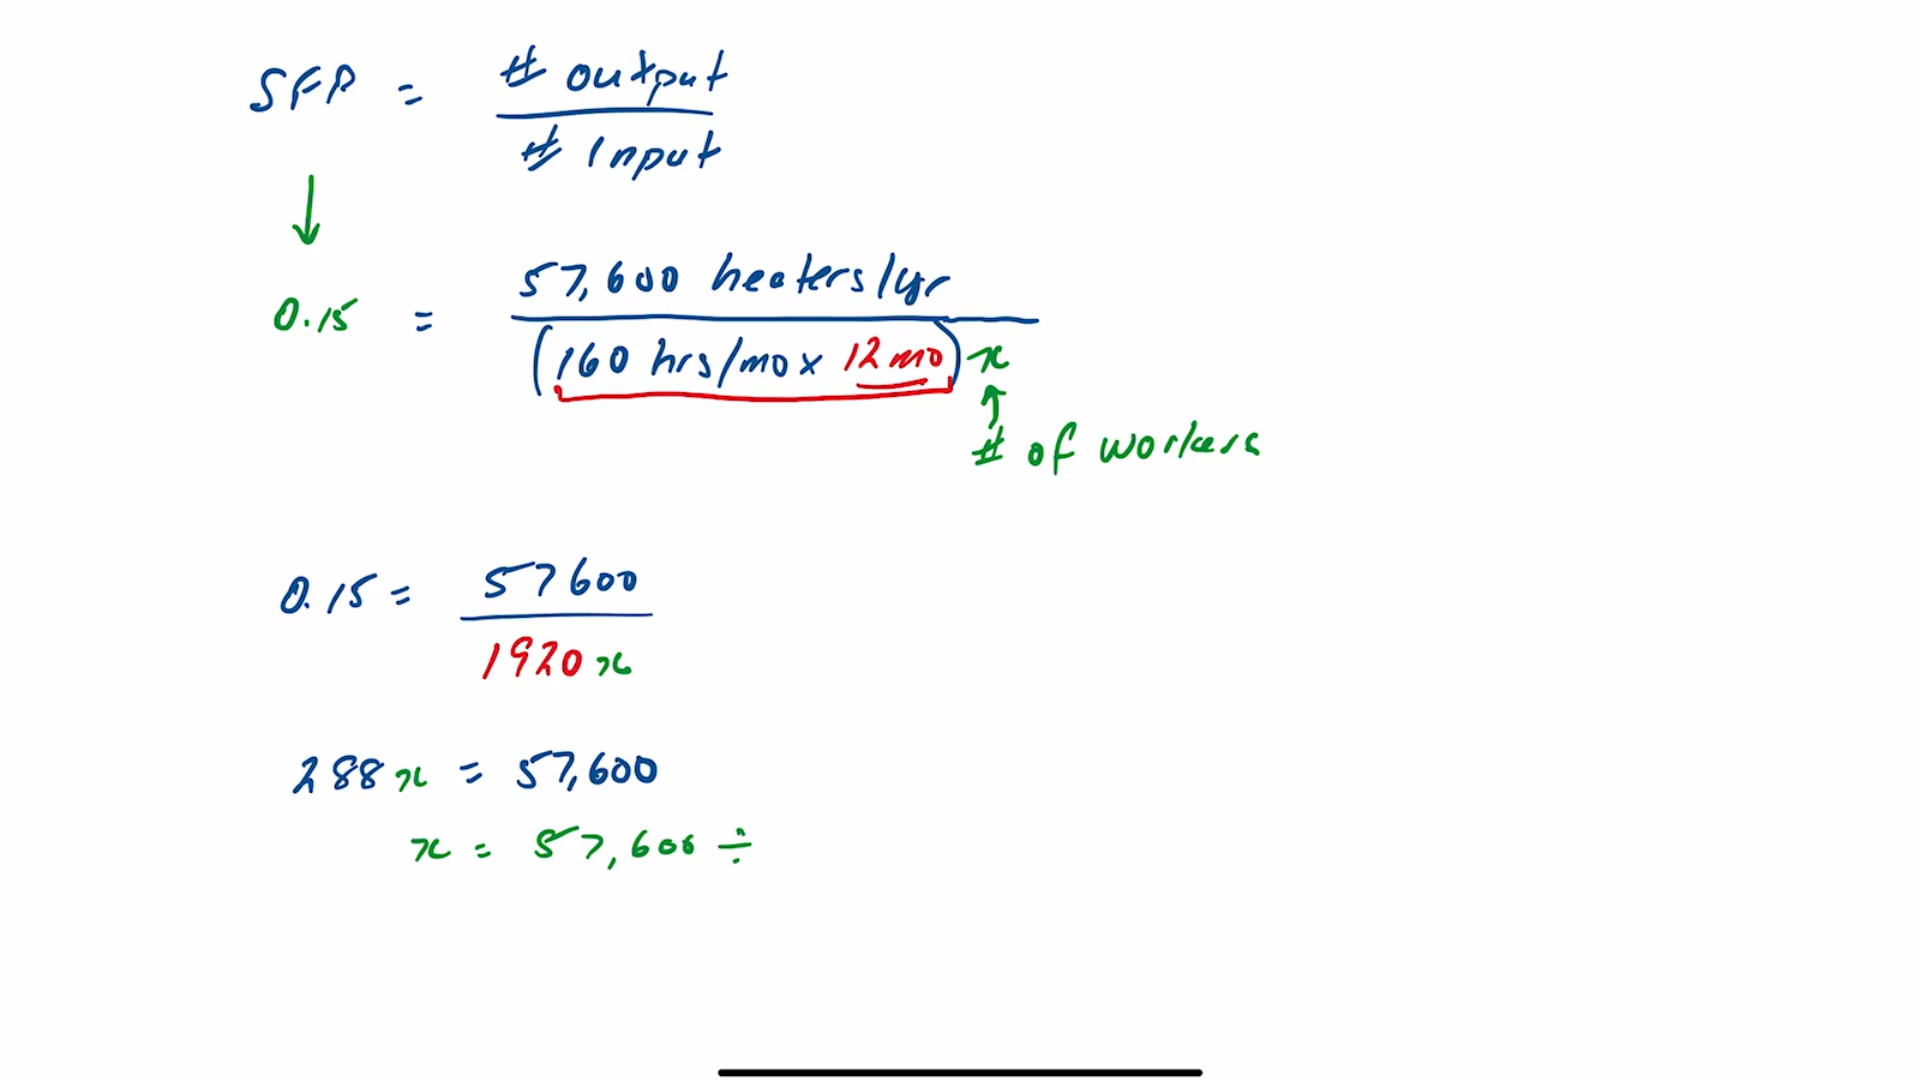 SFP = # output
# Input
0.15 = 57,600 heaters/yr
(160 hrs/mo x 12 mo) x
# of workers
0.15 = 57600
1920 x
288 x = 57,600
x = 57,600 ÷